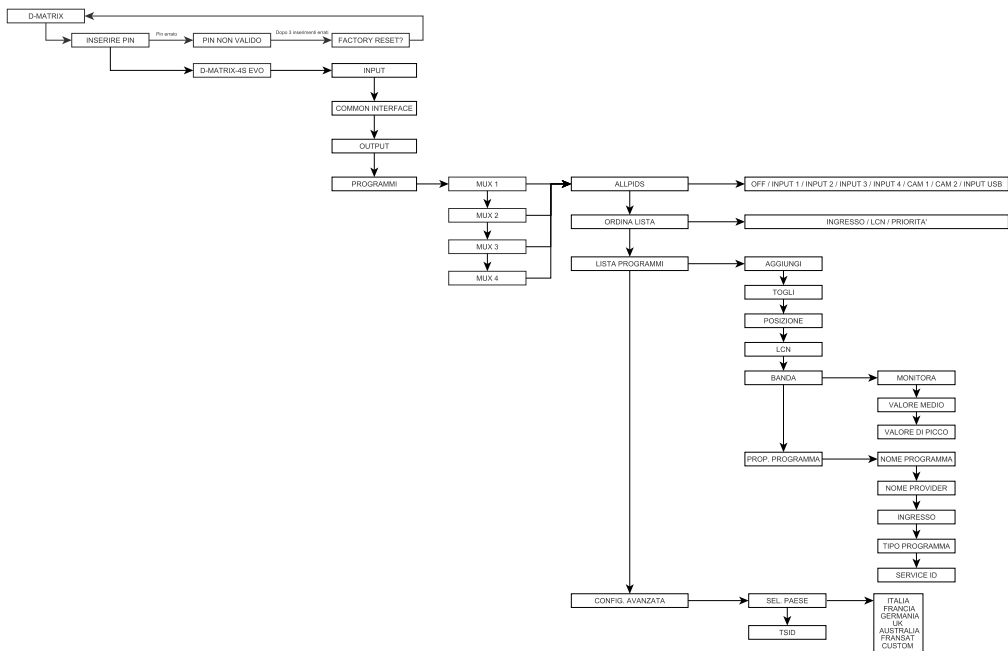 D-MATRIX
INSERIRE PIN
Pin errato
PIN NON VALIDO
Dopo 3 inserimenti errati
FACTORY RESET?
D-MATRIX-4S EVO
INPUT
COMMON INTERFACE
OUTPUT
PROGRAMMI
MUX 1
MUX 2
MUX 3
MUX 4
ALLPIDS
OFF / INPUT 1 / INPUT 2 / INPUT 3 / INPUT 4 / CAM 1 / CAM 2 / INPUT USB
ORDINA LISTA
INGRESSO / LCN / PRIORITA'
LISTA PROGRAMMI
AGGIUNGI
TOGLI
POSIZIONE
LCN
BANDA
MONITORA
VALORE MEDIO
VALORE DI PICCO
PROP. PROGRAMMA
NOME PROGRAMMA
NOME PROVIDER
INGRESSO
TIPO PROGRAMMA
SERVICE ID
CONFIG. AVANZATA
SEL. PAESE
TSID
ITALIA
FRANCIA
GERMANIA
UK
AUSTRALIA
FRANSAT
CUSTOM